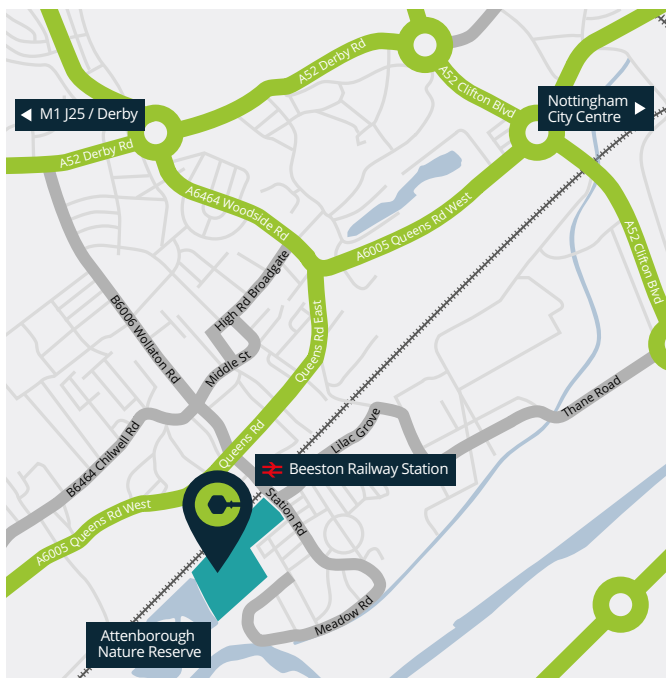 A52 Derby Rd
A52 Clifton Blvd
M1 J25 / Derby
Nottingham
City Centre
A52 Derby Rd
A6464 Woodside Rd
A6005 Queens Rd West
A52 Clifton Blvd
High Rd Broadgate
B6006 Wollaton Rd
Queens Rd East
Middle St
Thane Road
Lilac Grove
B6464 Chilwell Rd
Queens Rd
Beeston Railway Station
Station Rd
A6005 Queens Rd West
Meadow Rd
Attenborough
Nature Reserve